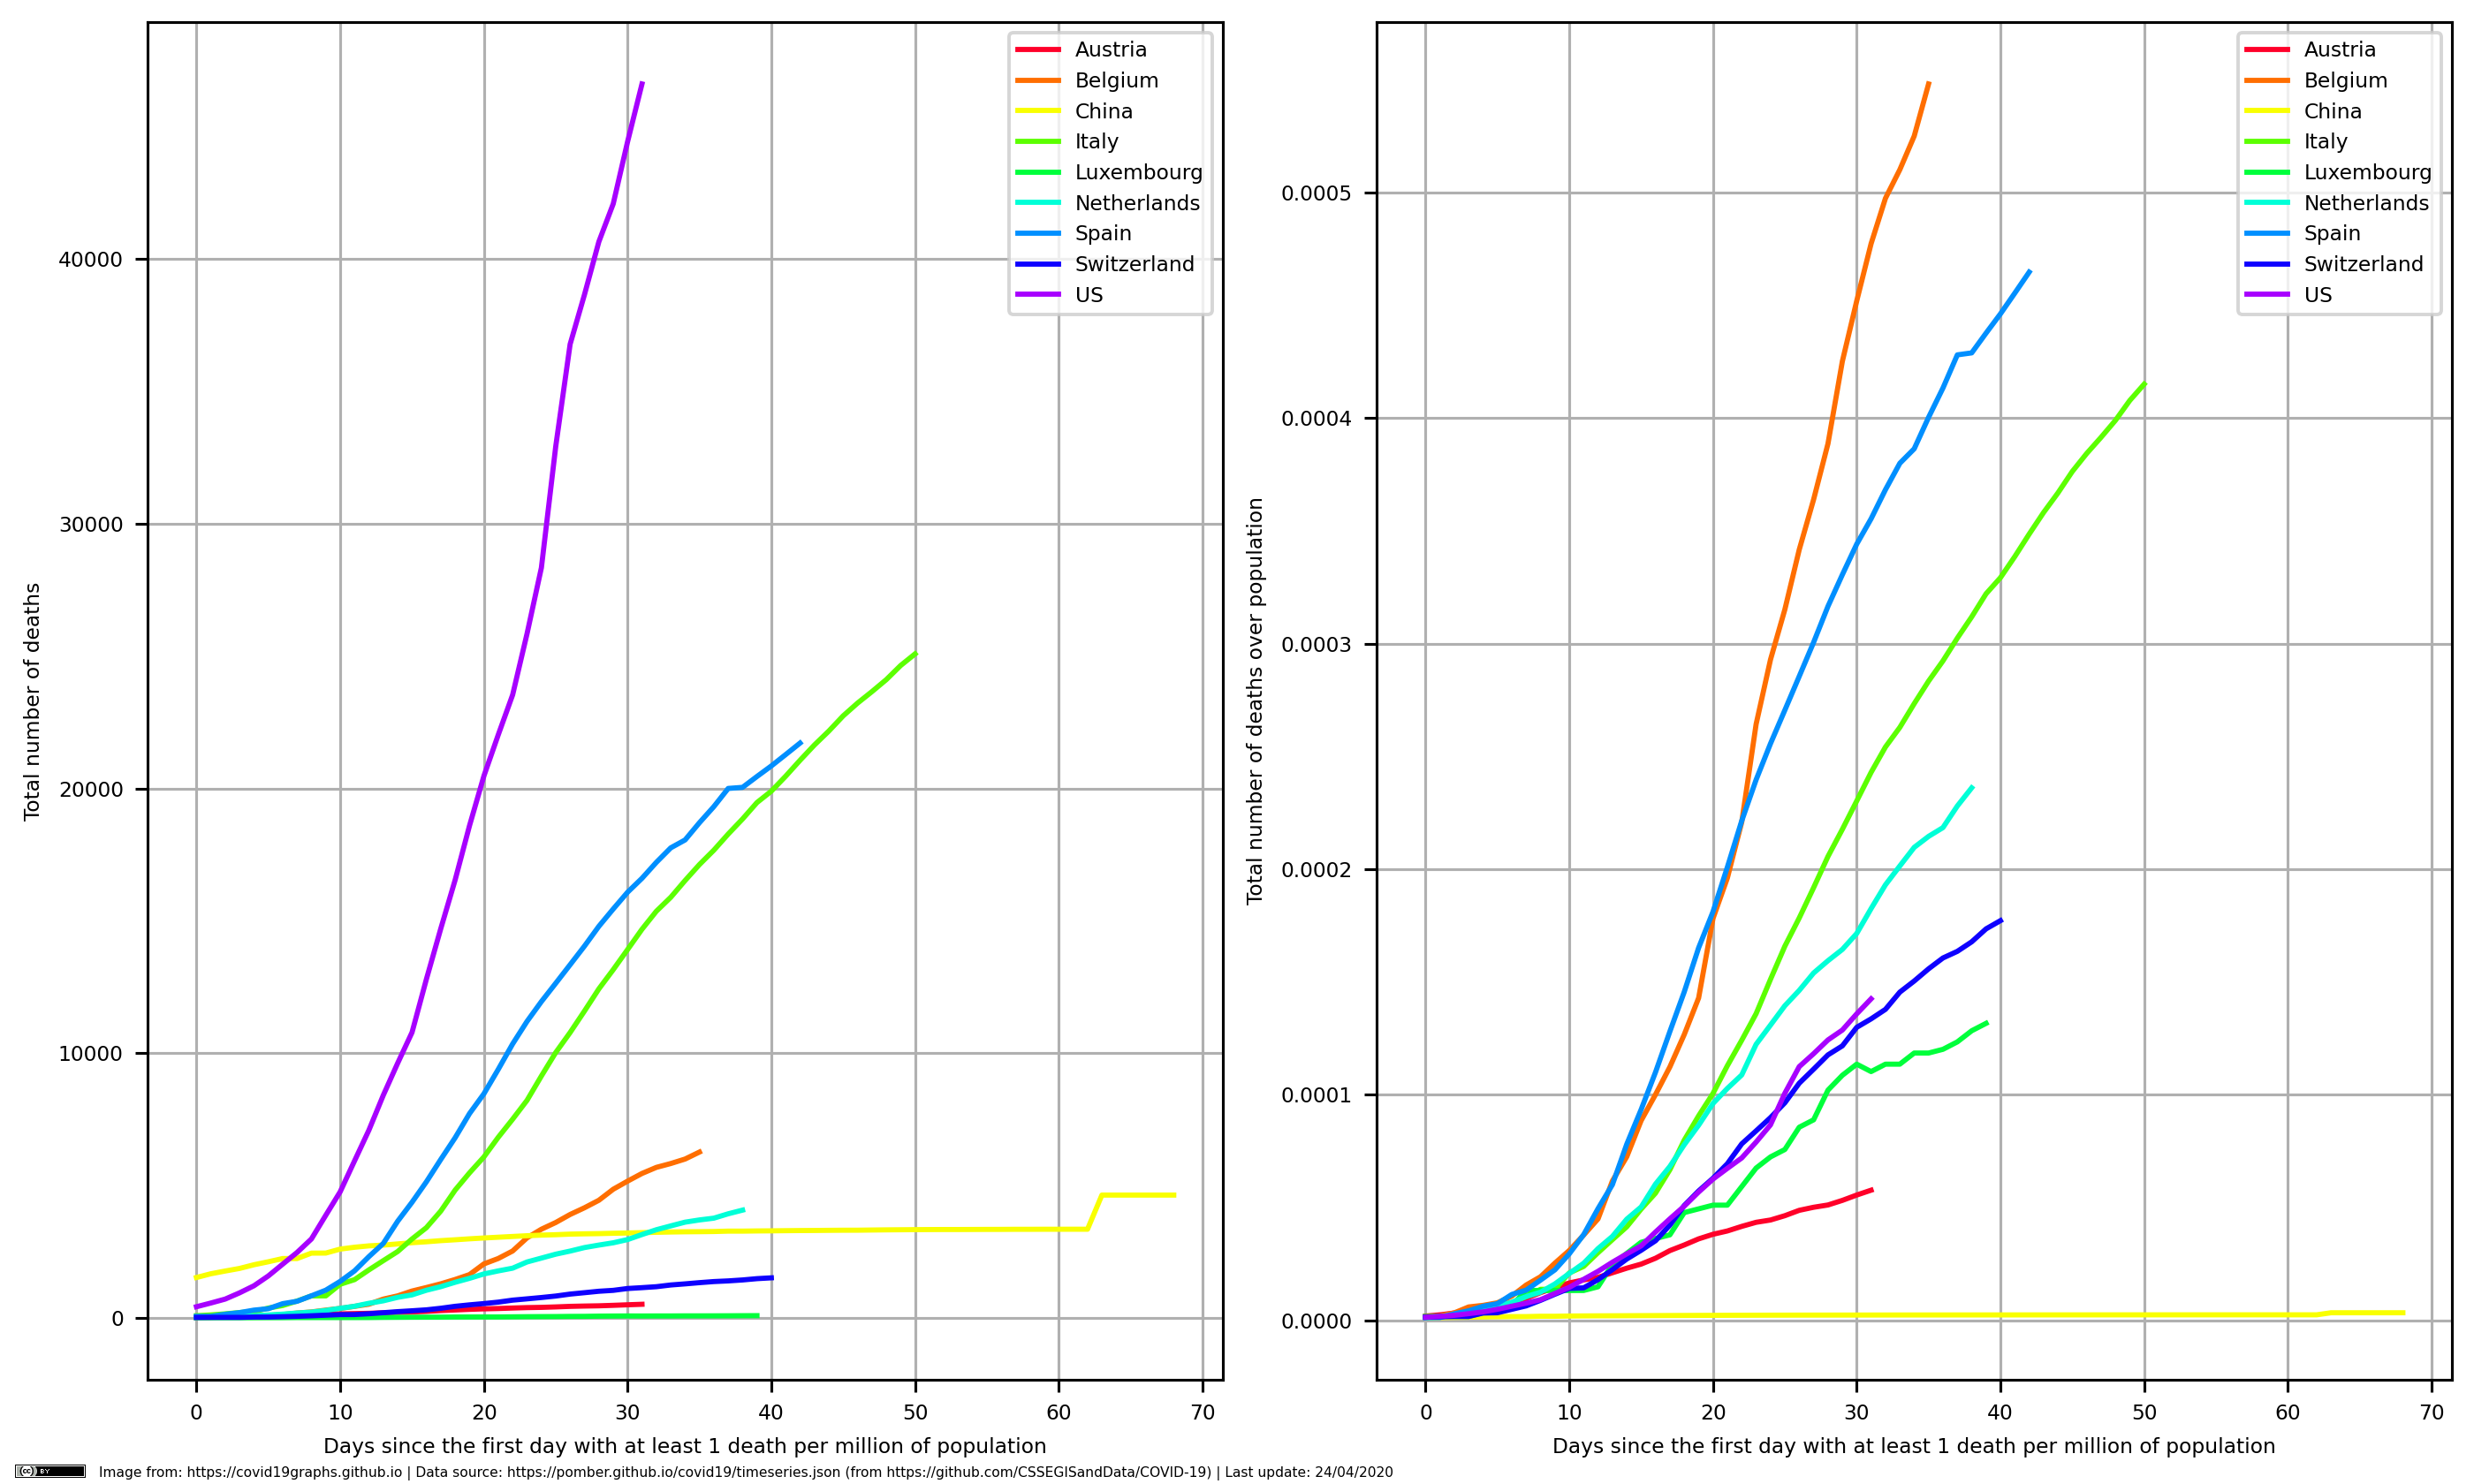 Total number of deaths
40000
30000
20000
10000
0
0 10 20 30 40 50 60 70
Days since the first day with at least 1 death per million of population
Austria
Belgium
China
Italy
Luxembourg
Netherlands
Spain
Switzerland
US
Total number of deaths over population
0.0005
0.0004
0.0003
0.0002
0.0001
0.0000
0 10 20 30 40 50 60 70
Days since the first day with at least 1 death per million of population
Austria
Belgium
China
Italy
Luxembourg
Netherlands
Spain
Switzerland
US
(cc) BY
Image from: https://covid19graphs.github.io | Data source: https://pomber.github.io/covid19/timeseries.json (from https://github.com/CSSEGISandData/COVID-19) | Last update: 24/04/2020